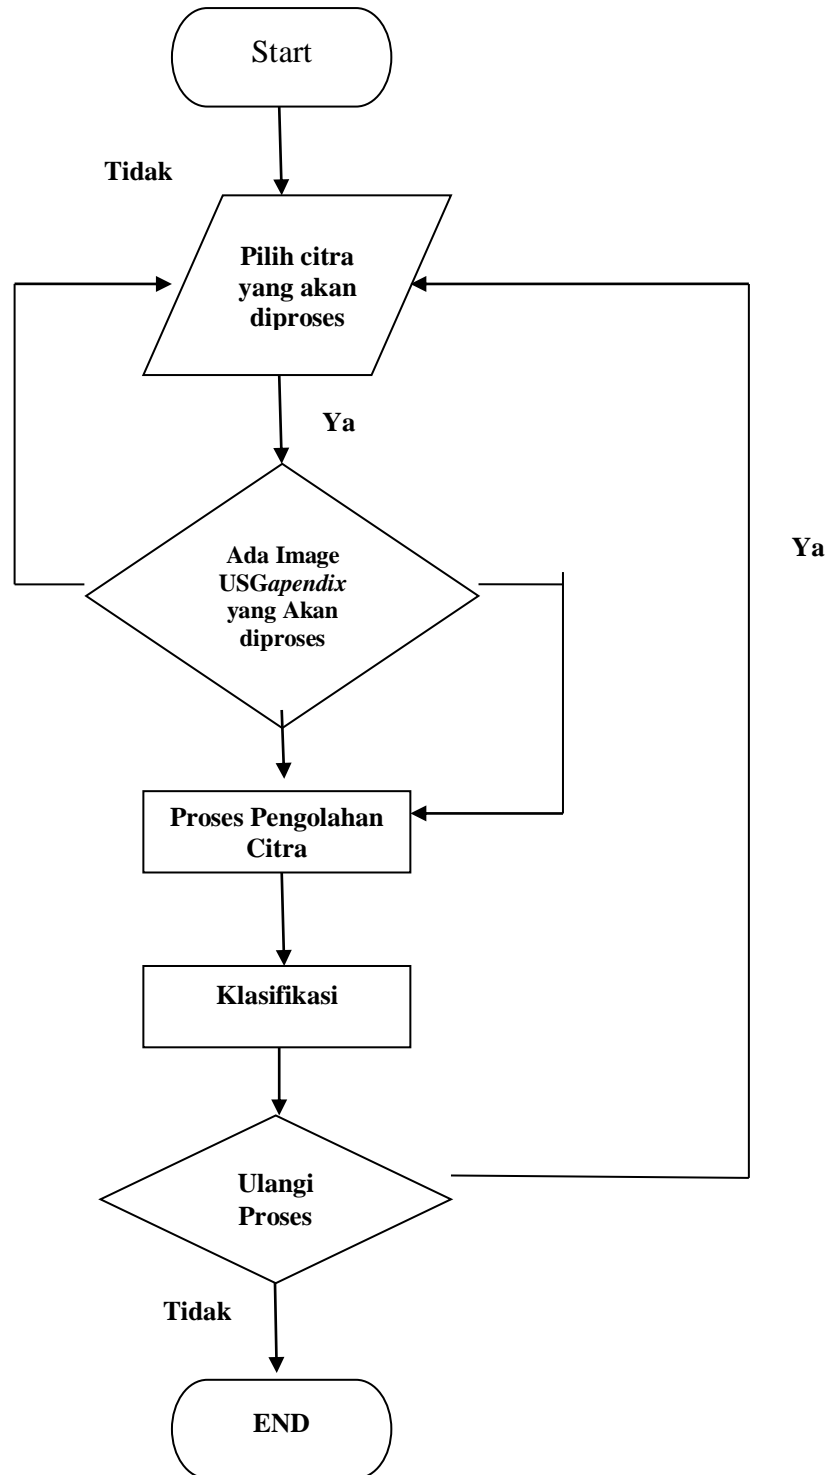 Start
Tidak
Pilih citra
yang akan
diproses
Ya
Ada Image
USGapendix
yang Akan
diproses
Ya
Proses Pengolahan
Citra
Klasifikasi
Ulangi
Proses
Tidak
END